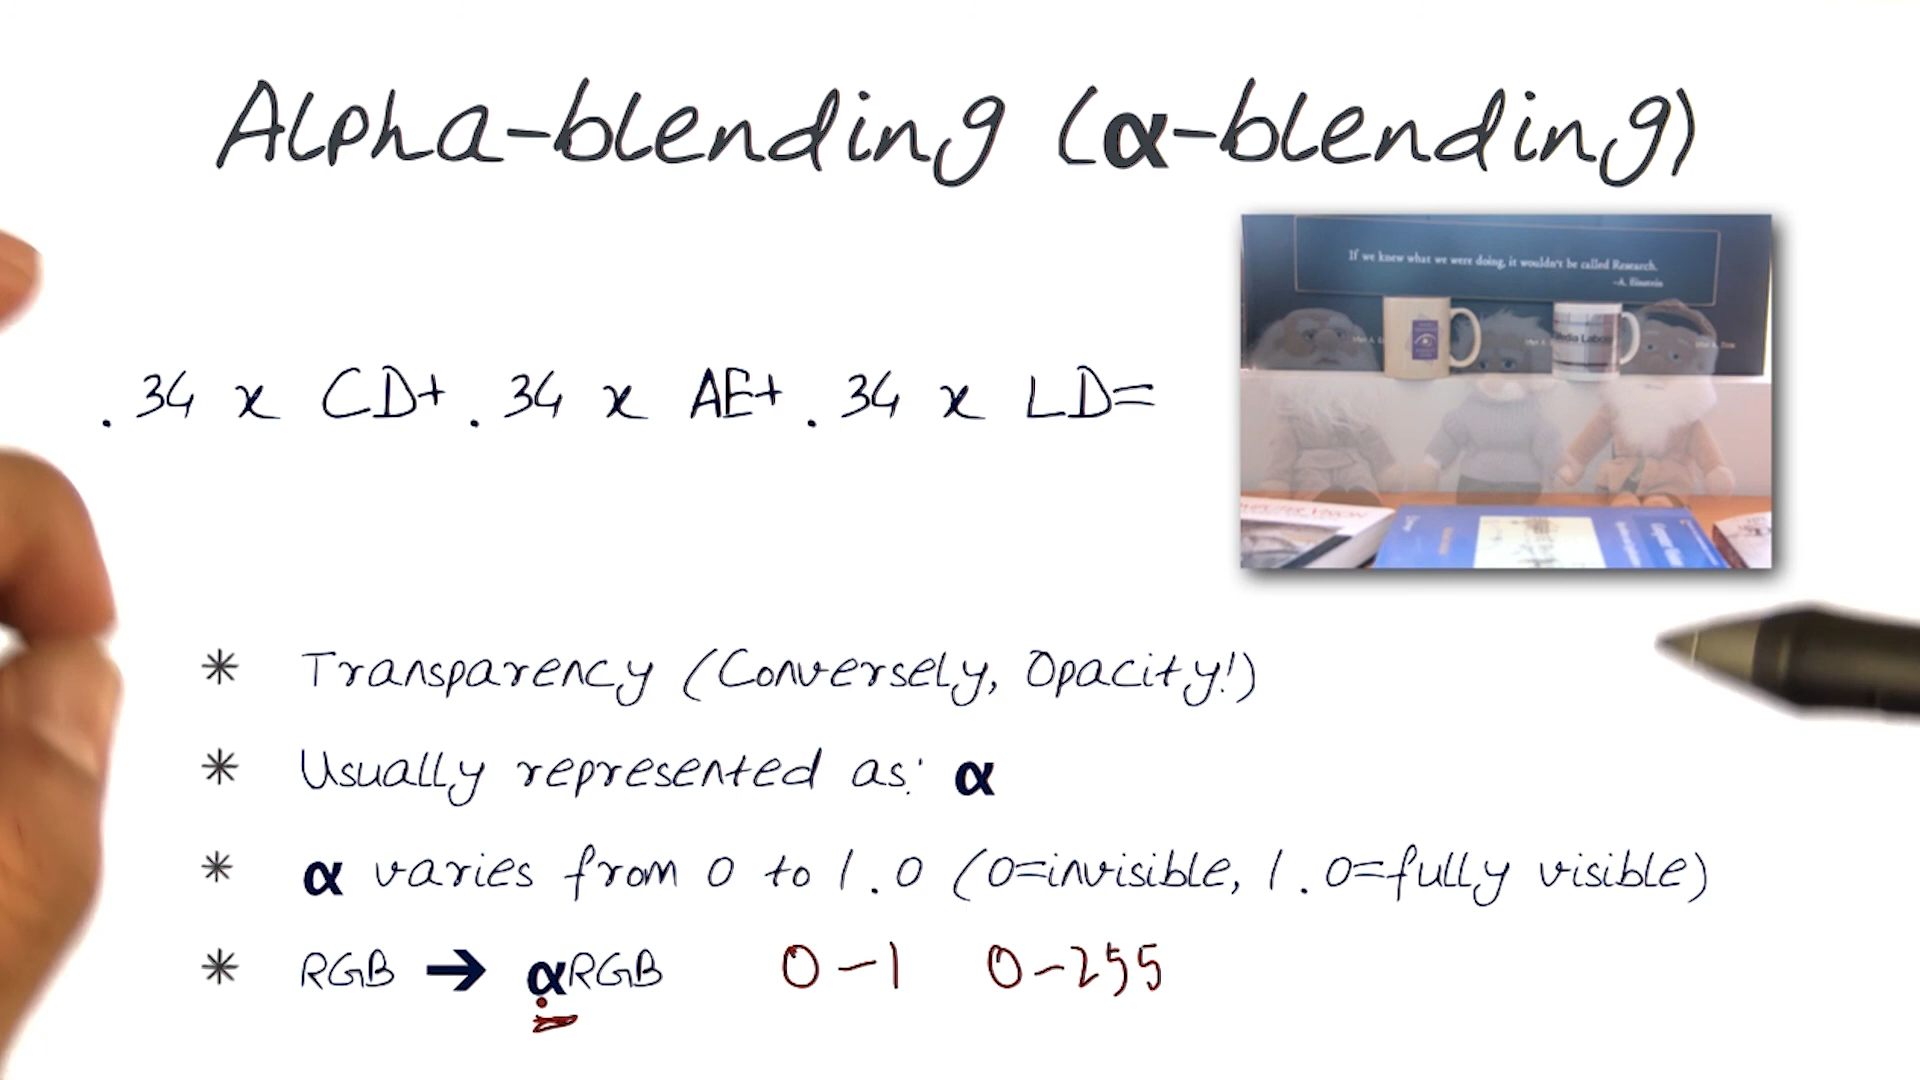 Alpha-blending (α-blending)
If we knew what we were doing, it wouldn't be called Research.
-A. Einstein
.34 x CD+.34 x AE+.34 x LD=
* Transparency (Conversely, Opacity!)
* Usually represented as: α
* α varies from 0 to 1.0 (0=invisible, 1.0=fully visible)
* RGB → αRGB 0-1 0-255